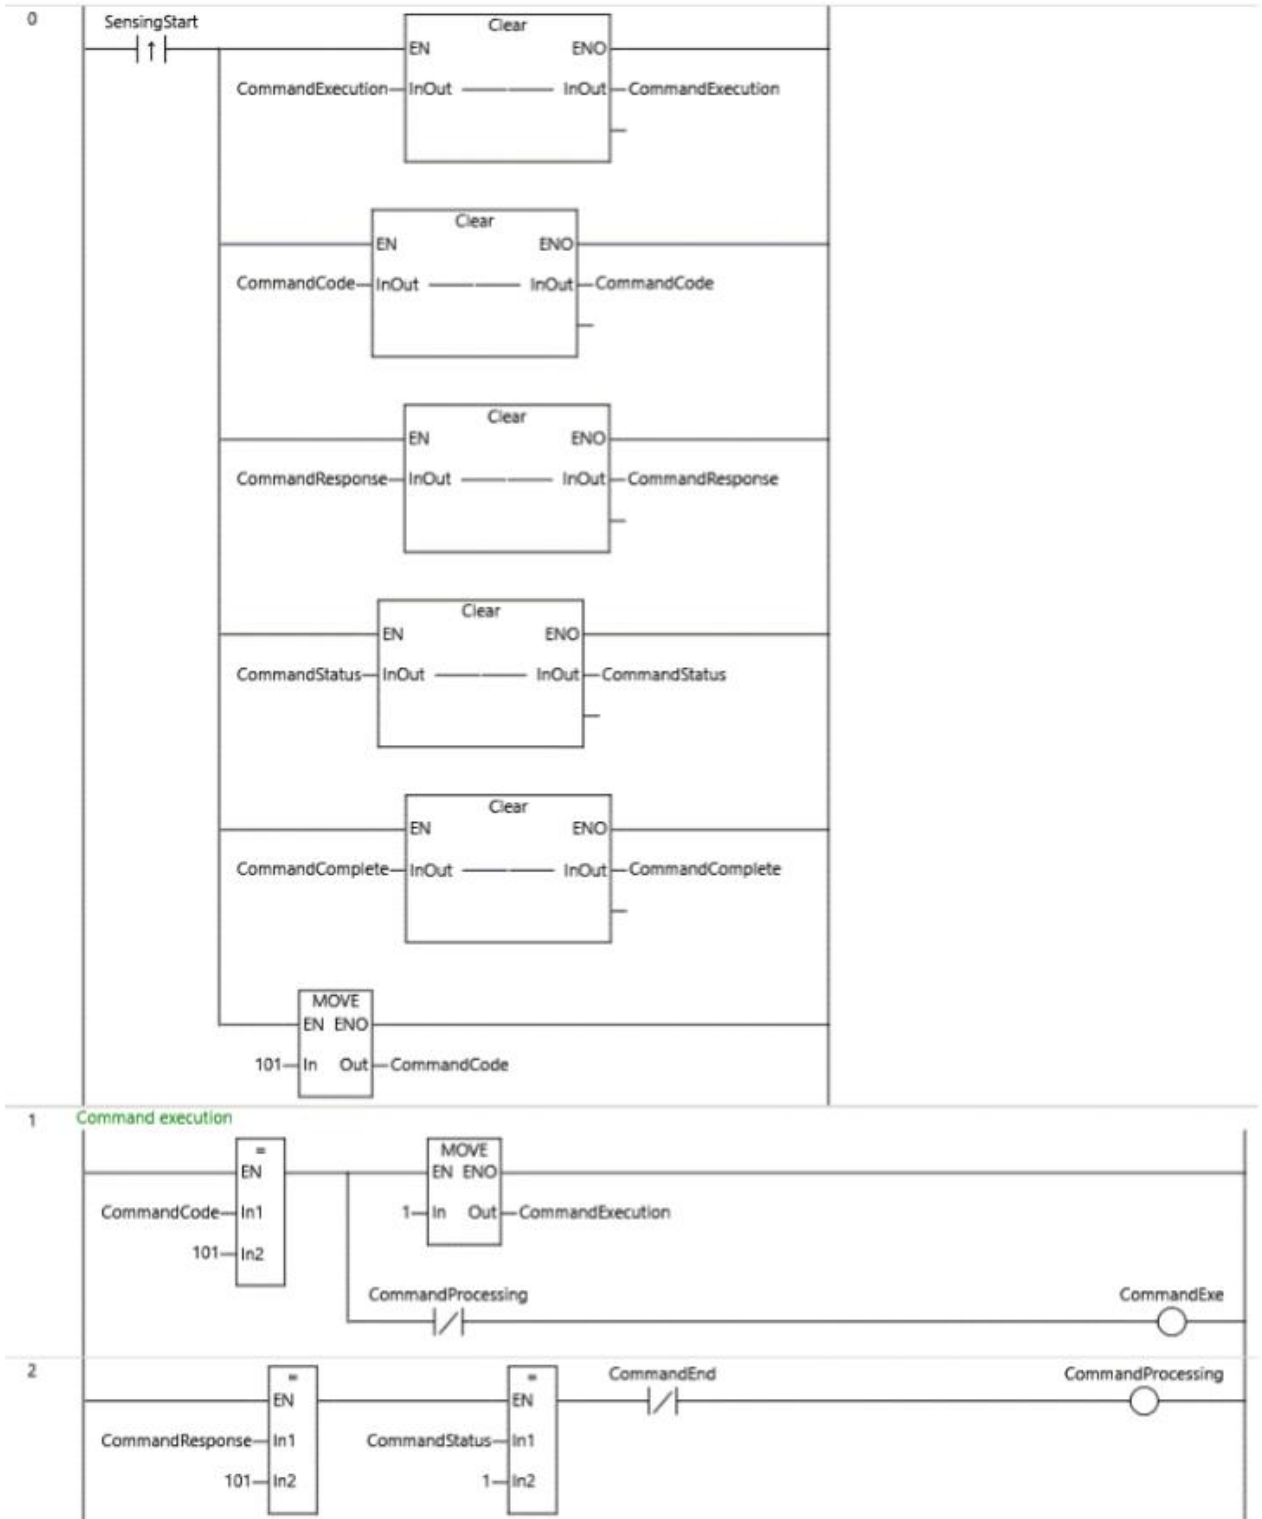 0
SensingStart
Clear
EN ENO
CommandExecution InOut InOut CommandExecution
Clear
EN ENO
CommandCode InOut InOut CommandCode
Clear
EN ENO
CommandResponse InOut InOut CommandResponse
Clear
EN ENO
CommandStatus InOut InOut CommandStatus
Clear
EN ENO
CommandComplete InOut InOut CommandComplete
MOVE
EN ENO
101 In Out CommandCode
1 Command execution
= MOVE
EN EN ENO
CommandCode In1 1 In Out CommandExecution
101 In2
CommandProcessing CommandExe
2
= = CommandEnd CommandProcessing
EN EN
CommandResponse In1 CommandStatus In1
101 In2 1 In2